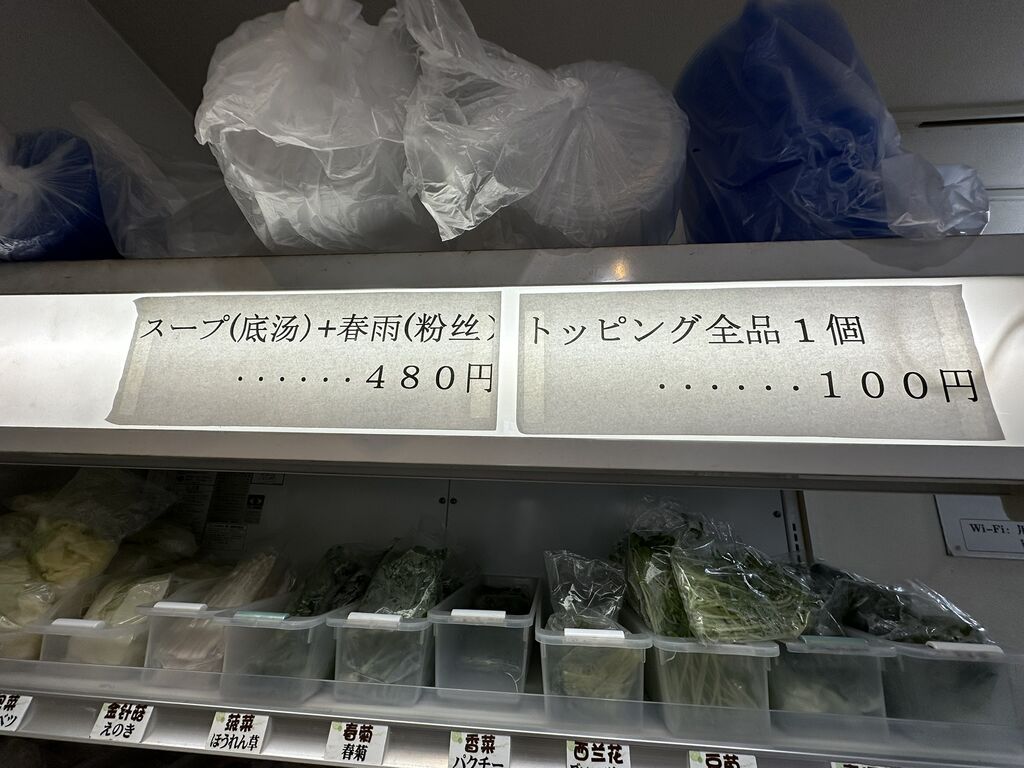 スープ(底汤)+春雨(粉丝)
······480円
トッピング全品1個
······100円
Wi-Fi:
金针菇
えのき
菠菜
ほうれん草
春菊
春菊
香菜
パクチー
西兰花